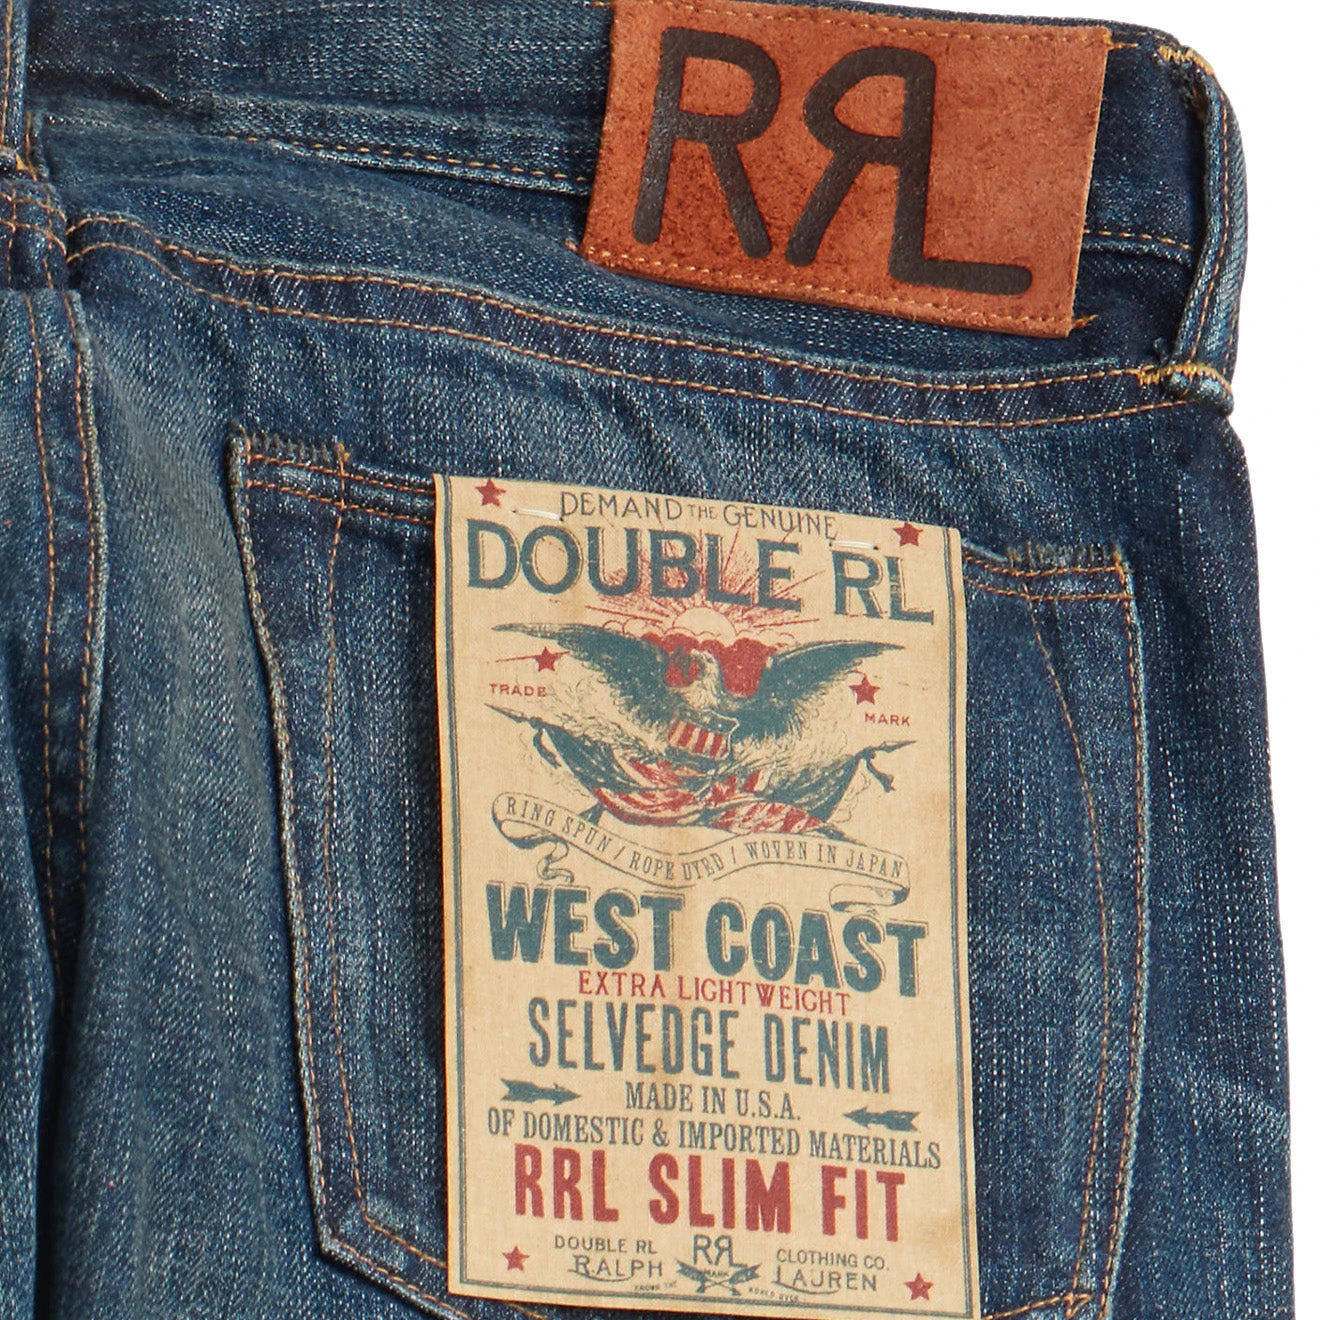 RRL
DEMAND THE GENUINE
DOUBLE RL
TRADE
MARK
RING SPUN / ROPE DYED / WOVEN IN JAPAN
WEST COAST
EXTRA LIGHTWEIGHT
SELVEDGE DENIM
MADE IN U.S.A.
OF DOMESTIC & IMPORTED MATERIALS
RRL SLIM FIT
DOUBLE RL RRL CLOTHING CO.
RALPH LAUREN